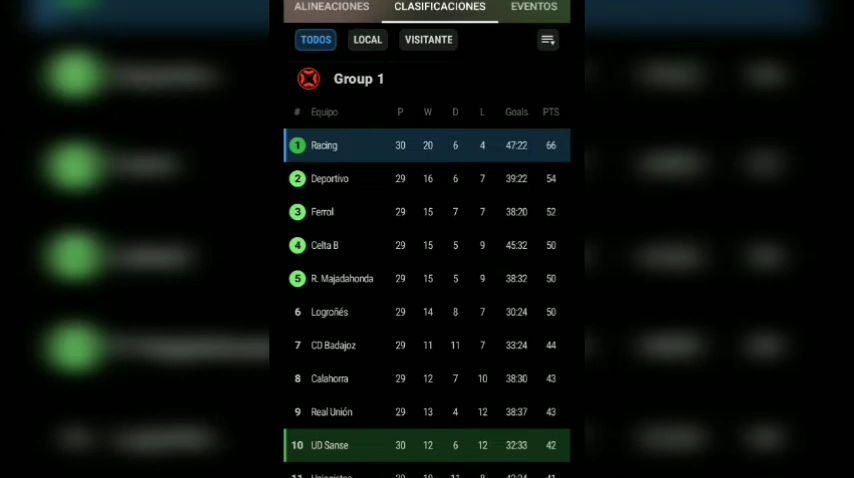 ALINEACIONES CLASIFICACIONES EVENTOS
TODOS LOCAL VISITANTE
Group 1
# Equipo P W D L Goals PTS
1 Racing 30 20 6 4 47:22 66
2 Deportivo 29 16 6 7 39:22 54
3 Ferrol 29 15 7 7 38:20 52
4 Celta B 29 15 5 9 45:32 50
5 R. Majadahonda 29 15 5 9 38:32 50
6 Logroñés 29 14 8 7 30:24 50
7 CD Badajoz 29 11 11 7 33:24 44
8 Calahorra 29 12 7 10 38:30 43
9 Real Unión 29 13 4 12 38:37 43
10 UD Sanse 30 12 6 12 32:33 42